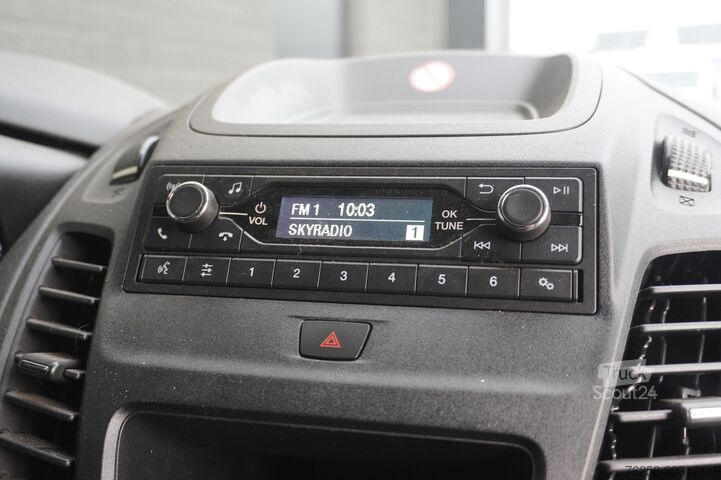 FM 1 10:03
SKYRADIO 1
VOL
OK
TUNE
1 2 3 4 5 6
Truck
Scout24